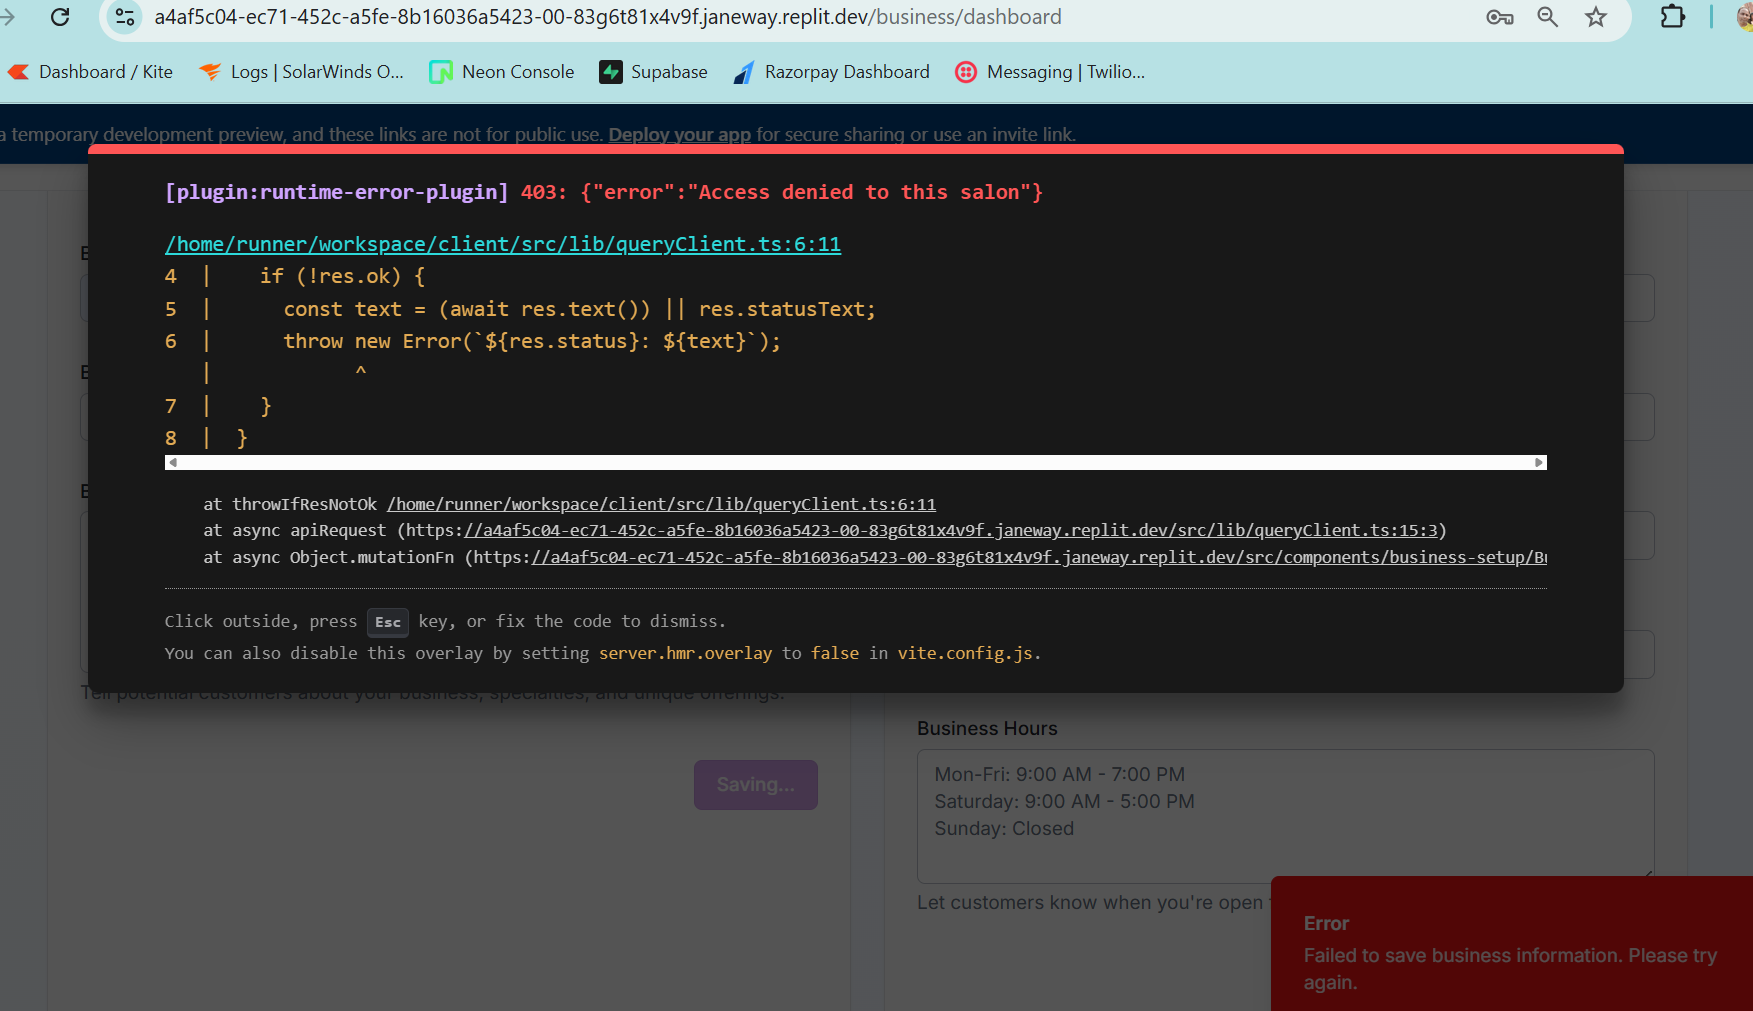 a4af5c04-ec71-452c-a5fe-8b16036a5423-00-83g6t81x4v9f.janeway.replit.dev/business/dashboard
Dashboard / Kite
Logs | SolarWinds O...
Neon Console
Supabase
Razorpay Dashboard
Messaging | Twilio...
a temporary development preview, and these links are not for public use. Deploy your app for secure sharing or use an invite link.
[plugin:runtime-error-plugin] 403: {"error":"Access denied to this salon"}
/home/runner/workspace/client/src/lib/queryClient.ts:6:11
4 | if (!res.ok) {
5 | const text = (await res.text()) || res.statusText;
6 | throw new Error(`${res.status}: ${text}`);
| ^
7 | }
8 | }
at throwIfResNotOk /home/runner/workspace/client/src/lib/queryClient.ts:6:11
at async apiRequest (https://a4af5c04-ec71-452c-a5fe-8b16036a5423-00-83g6t81x4v9f.janeway.replit.dev/src/lib/queryClient.ts:15:3)
at async Object.mutationFn (https://a4af5c04-ec71-452c-a5fe-8b16036a5423-00-83g6t81x4v9f.janeway.replit.dev/src/components/business-setup/Bu
Click outside, press Esc key, or fix the code to dismiss.
You can also disable this overlay by setting server.hmr.overlay to false in vite.config.js.
Tell potential customers about your business, specialties, and unique offerings.
Saving...
Business Hours
Mon-Fri: 9:00 AM - 7:00 PM
Saturday: 9:00 AM - 5:00 PM
Sunday: Closed
Let customers know when you're open
Error
Failed to save business information. Please try
again.